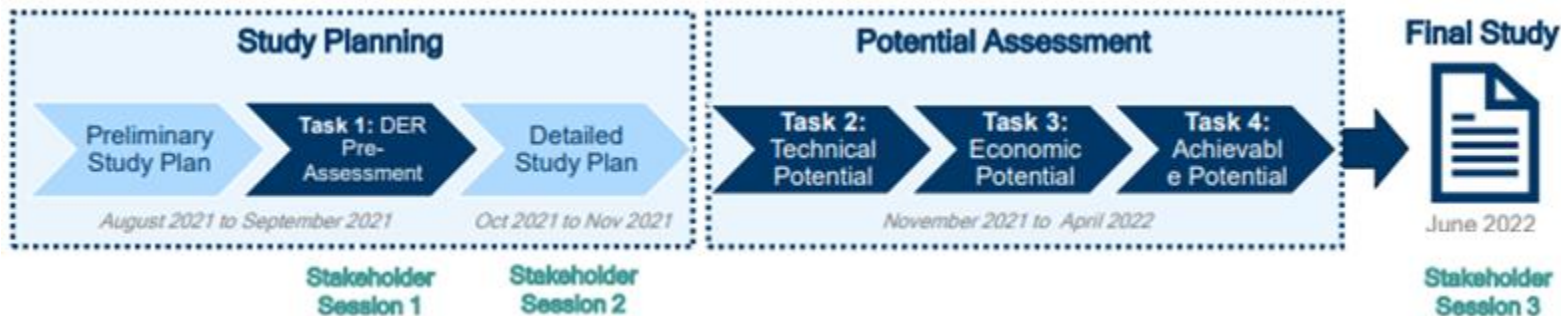 Study Planning
Preliminary
Study Plan
Task 1: DER
Pre-
Assessment
Detailed
Study Plan
August 2021 to September 2021
Oct 2021 to Nov 2021
Stakeholder
Session 1
Stakeholder
Session 2
Potential Assessment
Task 2:
Technical
Potential
Task 3:
Economic
Potential
Task 4:
Achievabl
e Potential
November 2021 to April 2022
Final Study
June 2022
Stakeholder
Session 3